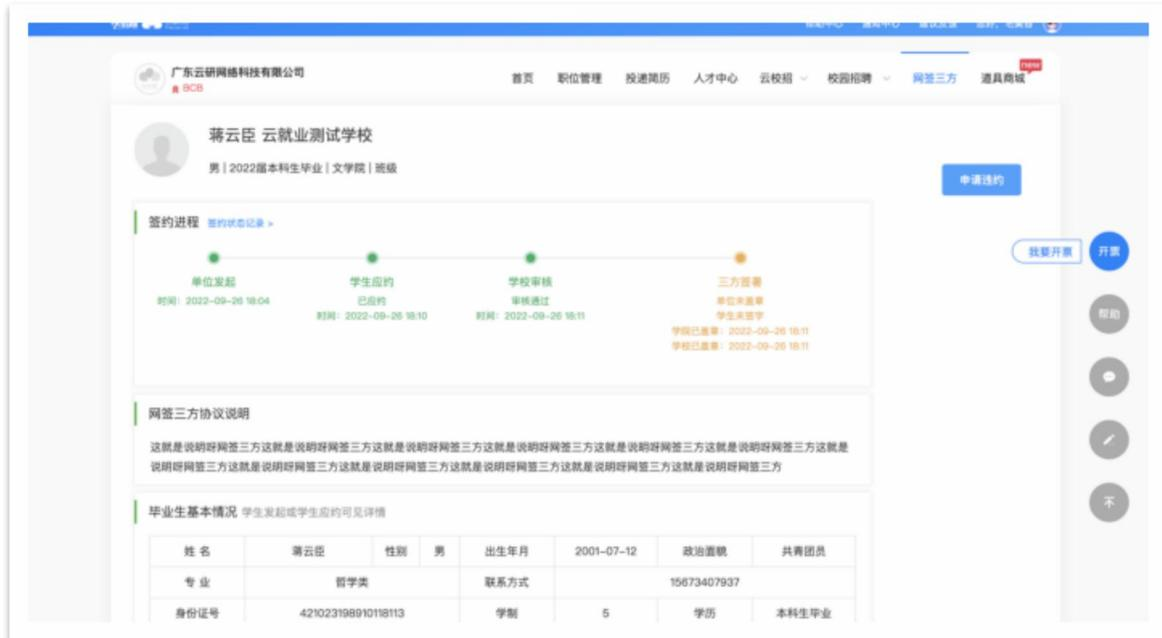 广东云研网络科技有限公司
BCB
首页 职位管理 投递简历 人才中心 云校招 校园招聘 网签三方 道具商城 new
蒋云臣 云就业测试学校
男 | 2022届本科生毕业 | 文学院 | 班级
申请违约
签约进程 签约状态记录 >
我要开票 开票
单位发起 学生应约 学校审核 三方签署
时间：2022-09-26 18:04 已应约 审核通过 单位未盖章
时间：2022-09-26 18:10 时间：2022-09-26 18:11 学生未签字
学院已盖章：2022-09-26 18:11
学校已盖章：2022-09-26 18:11
帮助
网签三方协议说明
这就是说明呀网签三方这就是说明呀网签三方这就是说明呀网签三方这就是说明呀网签三方这就是说明呀网签三方这就是说明呀网签三方这就是
说明呀网签三方这就是说明呀网签三方这就是说明呀网签三方这就是说明呀网签三方这就是说明呀网签三方这就是说明呀网签三方
毕业生基本情况 学生发起或学生应约可见详情
姓 名 蒋云臣 性别 男 出生年月 2001-07-12 政治面貌 共青团员
专 业 哲学类 联系方式 15673407937
身份证号 421023198910118113 学制 5 学历 本科生毕业